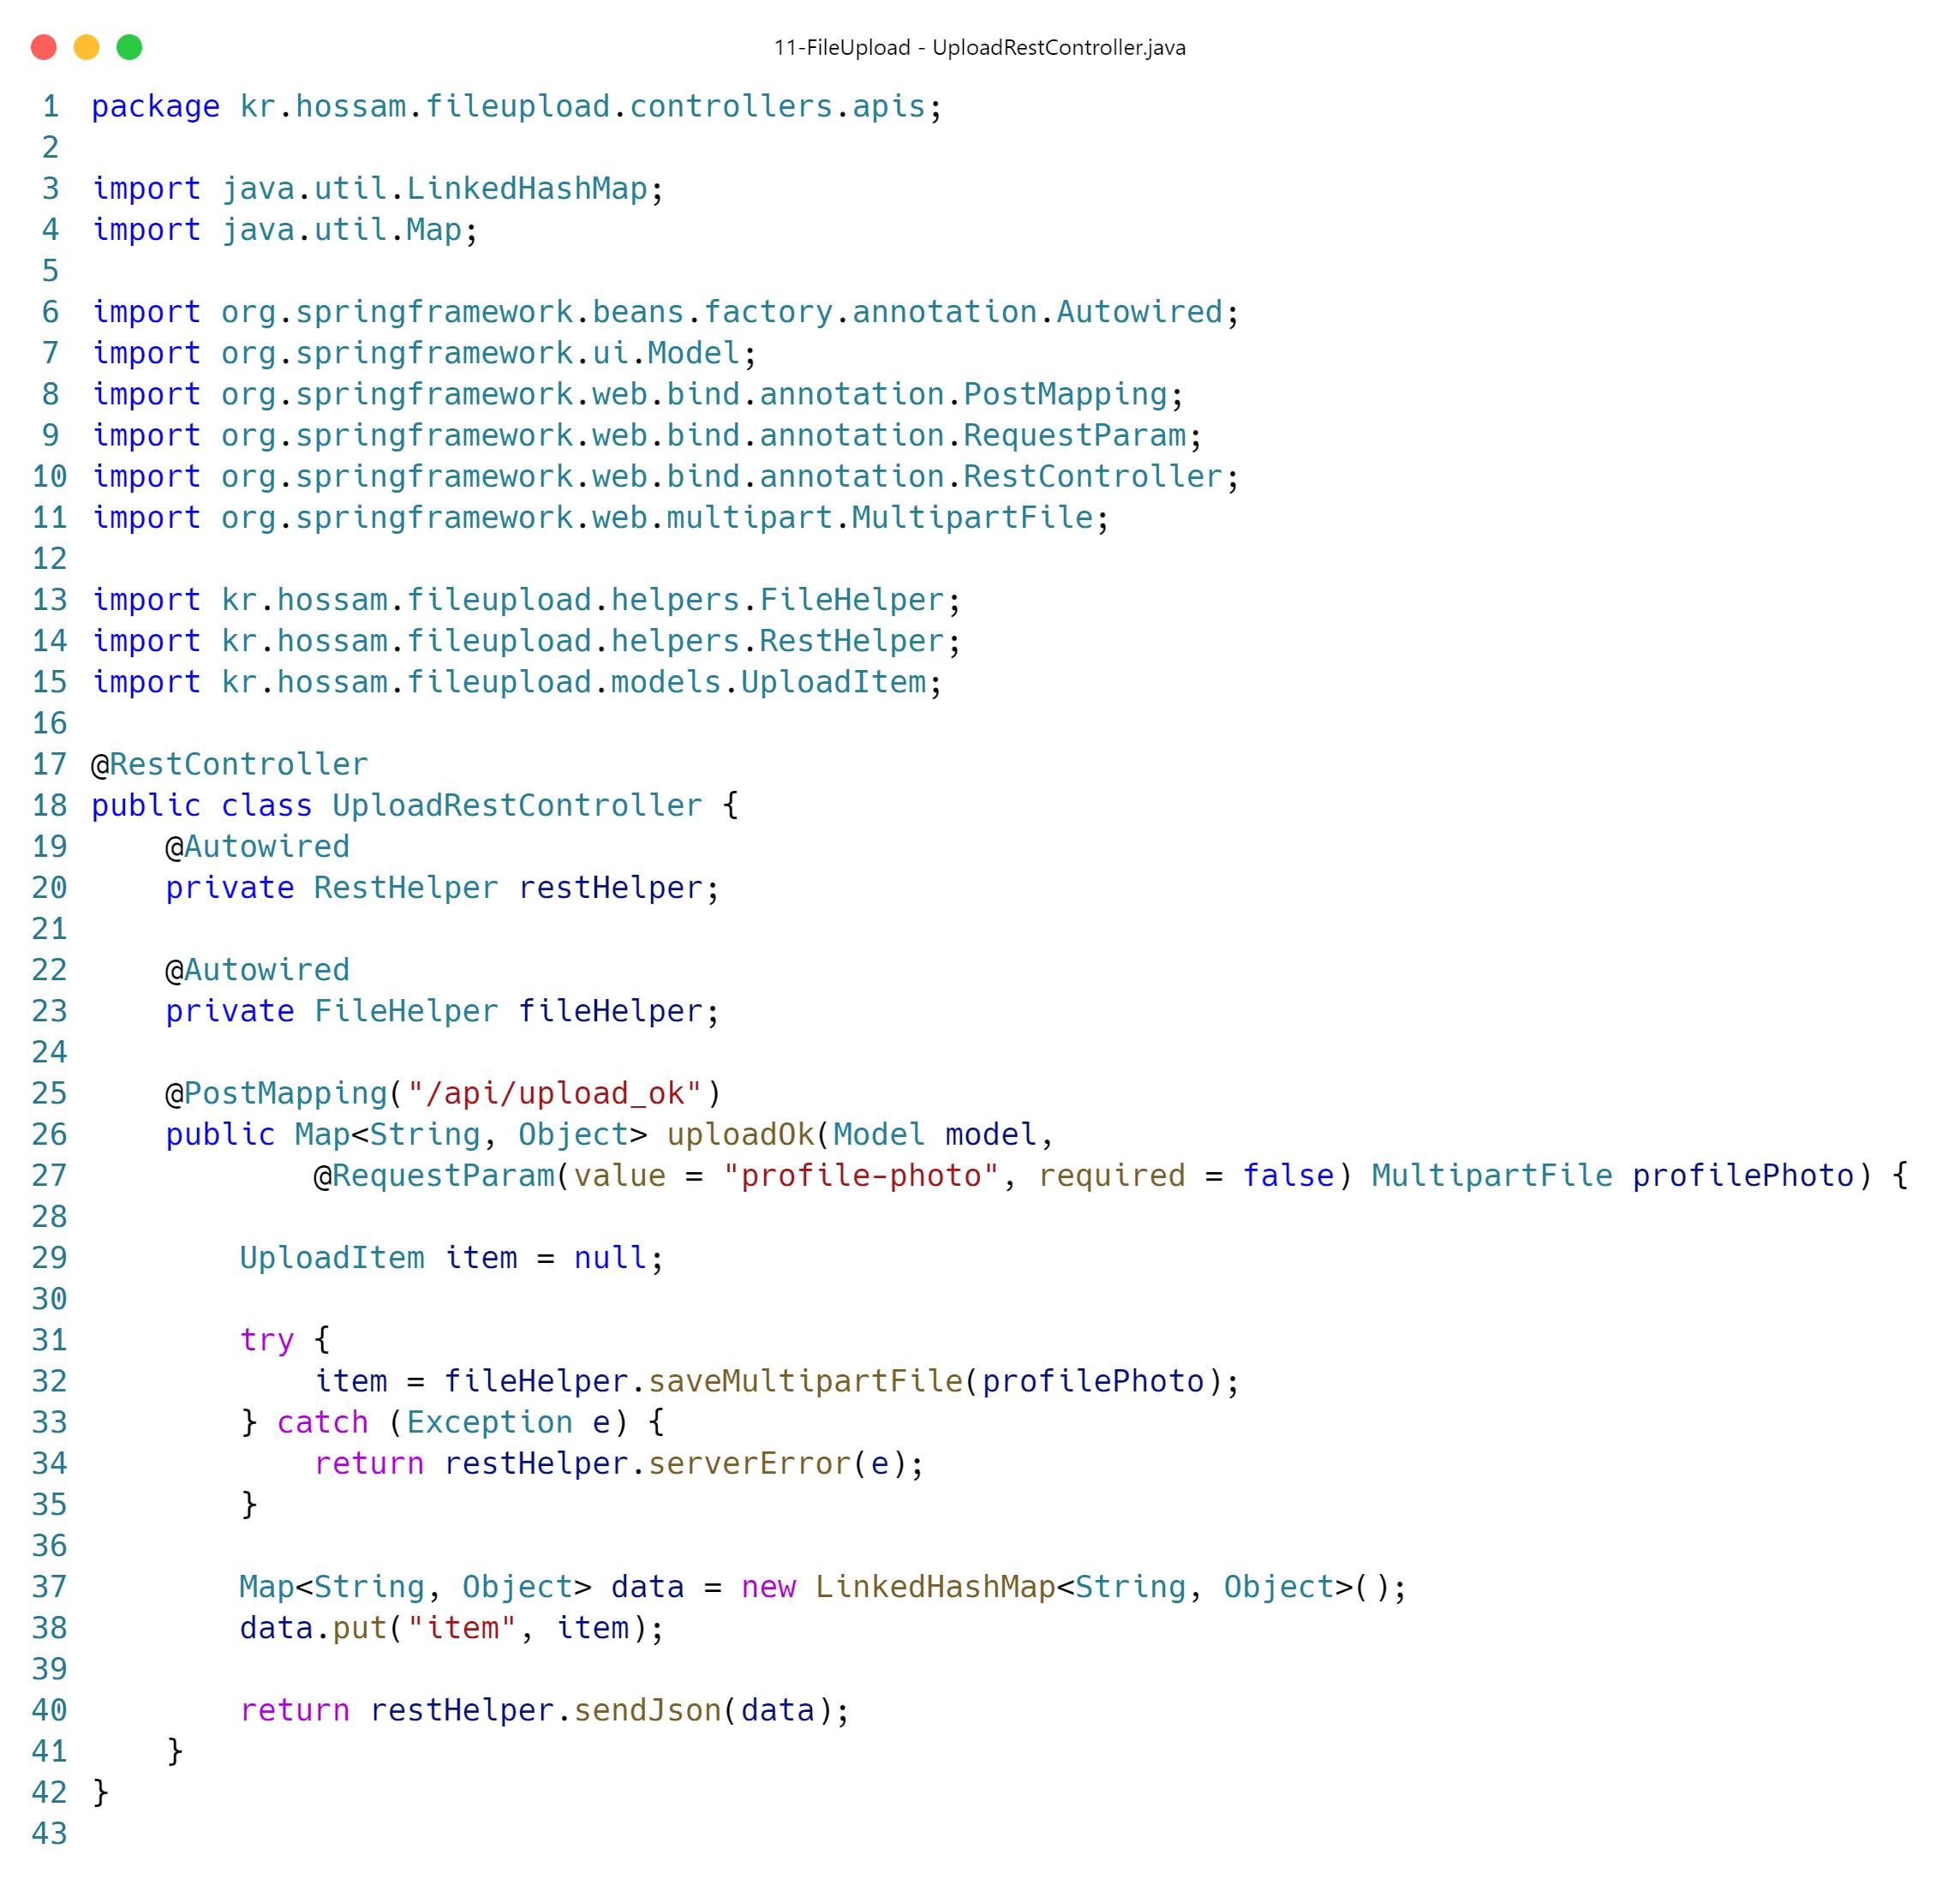 11-FileUpload - UploadRestController.java
1 package kr.hossam.fileupload.controllers.apis;
2
3 import java.util.LinkedHashMap;
4 import java.util.Map;
5
6 import org.springframework.beans.factory.annotation.Autowired;
7 import org.springframework.ui.Model;
8 import org.springframework.web.bind.annotation.PostMapping;
9 import org.springframework.web.bind.annotation.RequestParam;
10 import org.springframework.web.bind.annotation.RestController;
11 import org.springframework.web.multipart.MultipartFile;
12
13 import kr.hossam.fileupload.helpers.FileHelper;
14 import kr.hossam.fileupload.helpers.RestHelper;
15 import kr.hossam.fileupload.models.UploadItem;
16
17 @RestController
18 public class UploadRestController {
19     @Autowired
20     private RestHelper restHelper;
21
22     @Autowired
23     private FileHelper fileHelper;
24
25     @PostMapping("/api/upload_ok")
26     public Map<String, Object> uploadOk(Model model,
27             @RequestParam(value = "profile-photo", required = false) MultipartFile profilePhoto) {
28
29         UploadItem item = null;
30
31         try {
32             item = fileHelper.saveMultipartFile(profilePhoto);
33         } catch (Exception e) {
34             return restHelper.serverError(e);
35         }
36
37         Map<String, Object> data = new LinkedHashMap<String, Object>();
38         data.put("item", item);
39
40         return restHelper.sendJson(data);
41     }
42 }
43